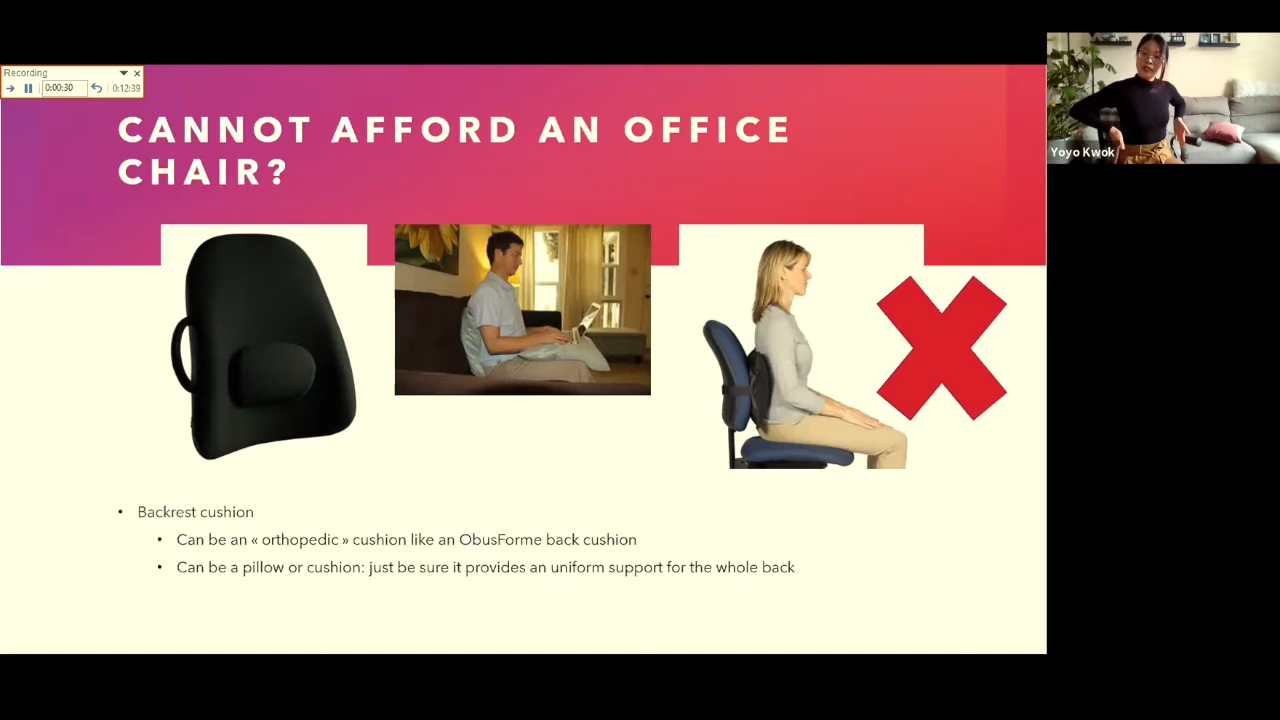 Recording
0:00:30
0:12:39
CANNOT AFFORD AN OFFICE
CHAIR?
Yoyo Kwok
• Backrest cushion
• Can be an « orthopedic » cushion like an ObusForme back cushion
• Can be a pillow or cushion: just be sure it provides an uniform support for the whole back